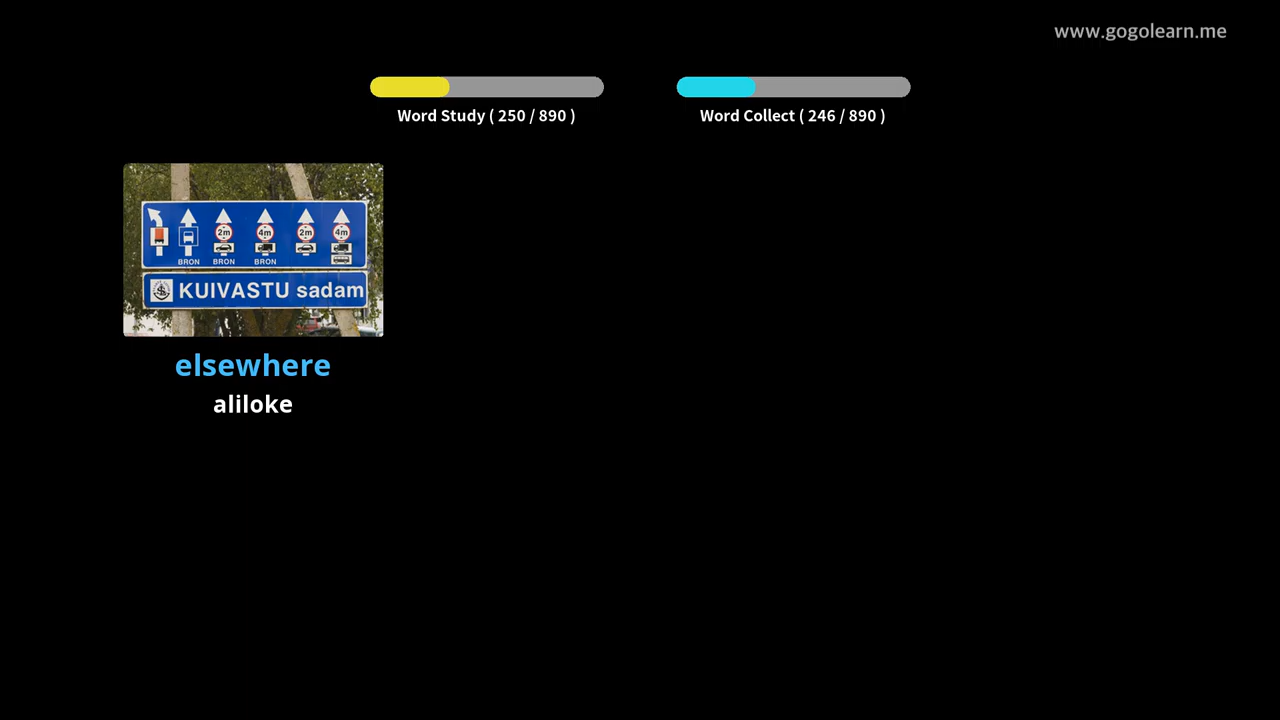 www.gogolearn.me
Word Study ( 250 / 890 )
Word Collect ( 246 / 890 )
2m 4m 2m 4m
BRON BRON BRON
KUIVASTU sadam
elsewhere
aliloke